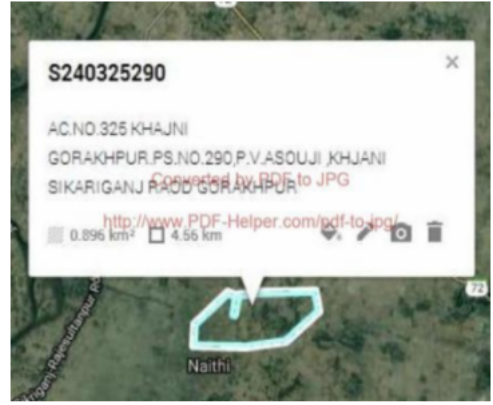 S240325290
AC.NO.325 KHAJNI
GORAKHPUR.PS.NO.290,P.V.ASOUJI ,KHJANI
SIKARIGANJ RAOD GORAKHPUR
Converted by PDF to JPG
http://www.PDF-Helper.com/pdf-to-jpg/
0.896 km² 4.56 km
72
Naithi
Rajesultanpur